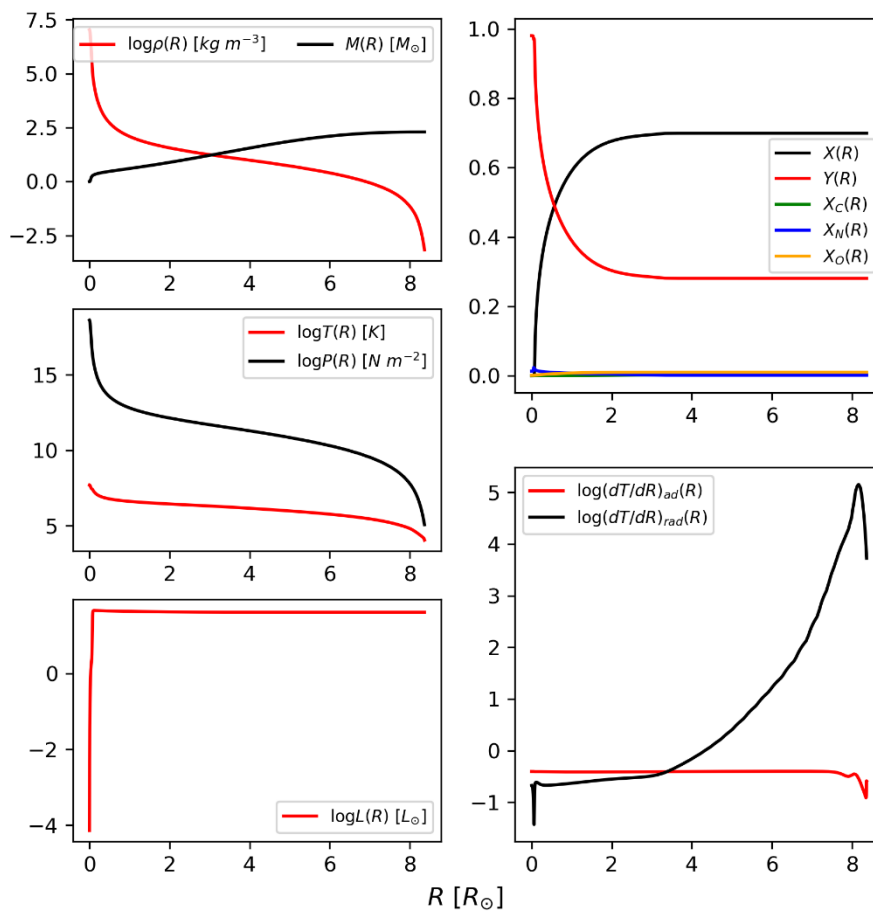 7.5
5.0
2.5
0.0
−2.5
logρ(R) [kg m⁻³]
M(R) [M⊙]
0 2 4 6 8
15
10
5
logT(R) [K]
logP(R) [N m⁻²]
0 2 4 6 8
0
−2
−4
logL(R) [L⊙]
0 2 4 6 8
1.0
0.8
0.6
0.4
0.2
0.0
X(R)
Y(R)
X_C(R)
X_N(R)
X_O(R)
0 2 4 6 8
5
4
3
2
1
0
−1
log(dT/dR)_ad(R)
log(dT/dR)_rad(R)
0 2 4 6 8
R [R⊙]